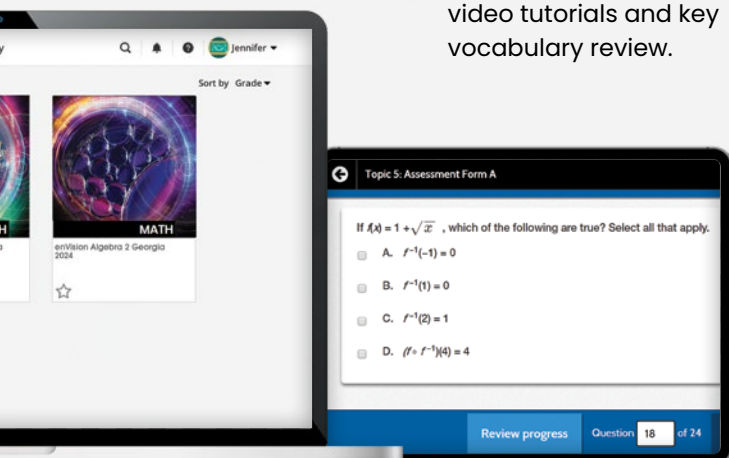 video tutorials and key
vocabulary review.
y
Jennifer
Sort by Grade
H
MATH
enVision Algebra 2 Georgia
2024
Topic 5: Assessment Form A
If f(x) = 1 + √x , which of the following are true? Select all that apply.
A. f⁻¹(–1) = 0
B. f⁻¹(1) = 0
C. f⁻¹(2) = 1
D. (f ∘ f⁻¹)(4) = 4
Review progress
Question 18 of 24